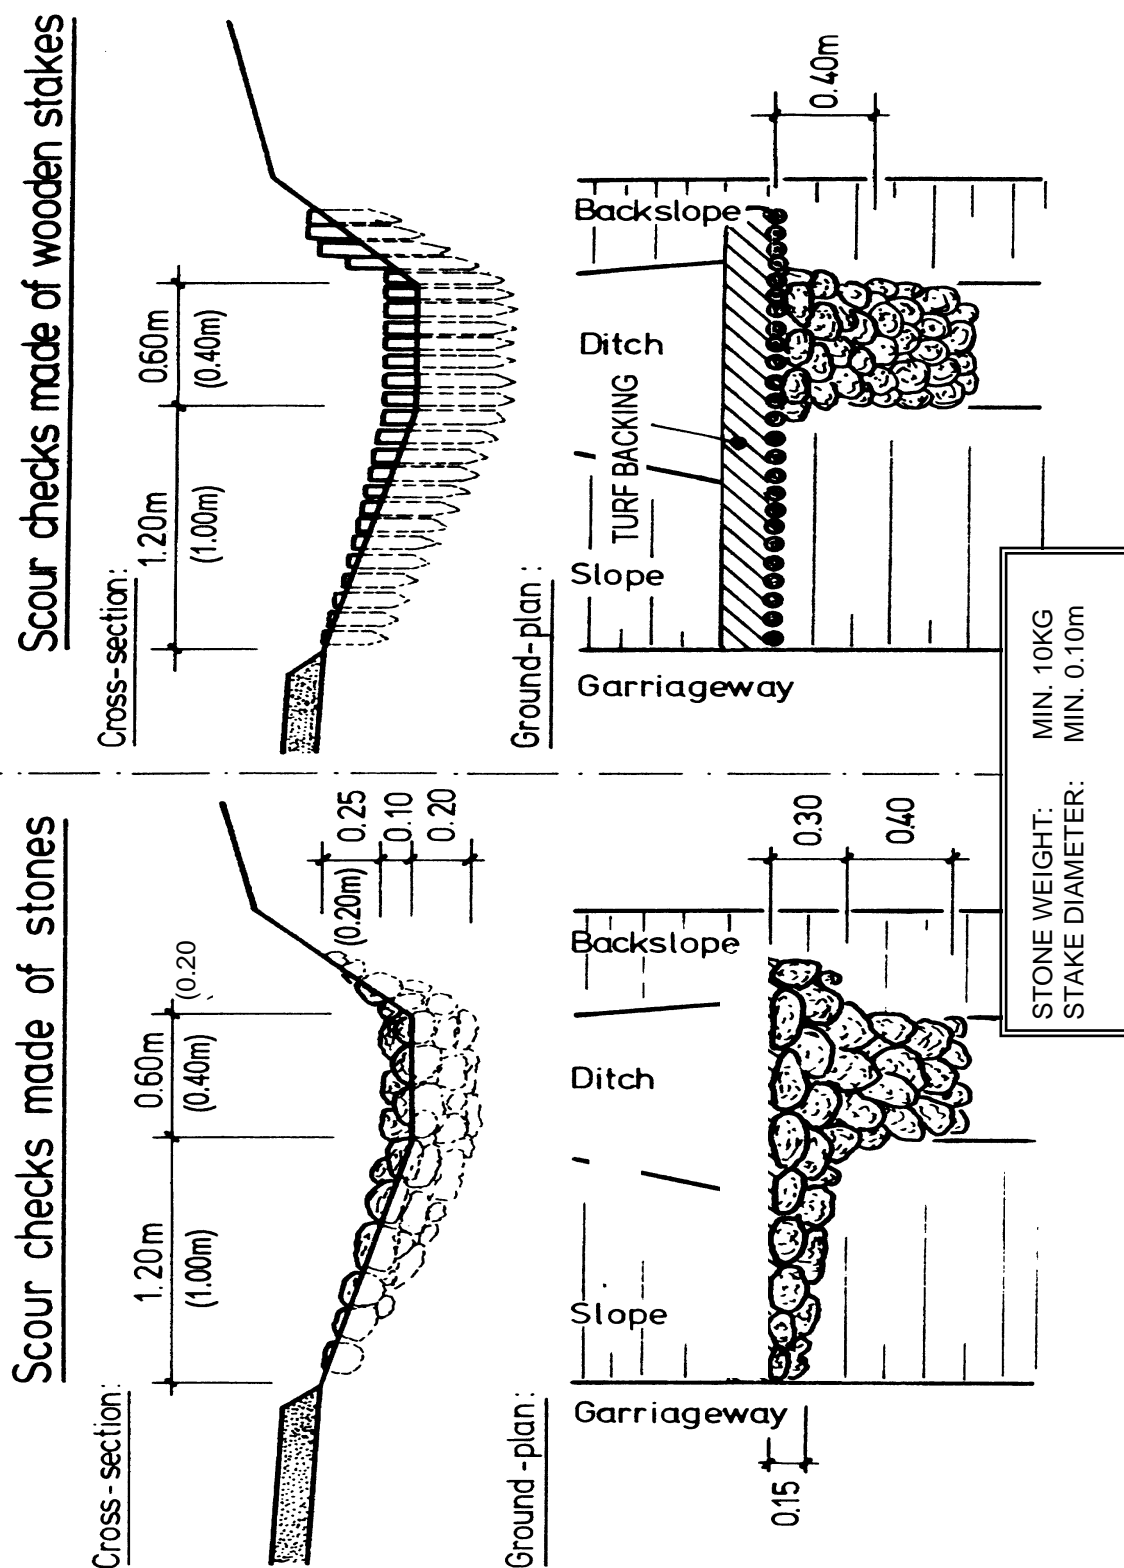 Scour checks made of stones
Cross-section:
1.20m
(1.00m)
0.60m
(0.40m)
(0.20
(0.20m)
0.25
0.10
0.20
Ground-plan:
Garriageway
Slope
Ditch
Backslope
0.15
0.30
0.40
Scour checks made of wooden stakes
Cross-section:
1.20m
(1.00m)
0.60m
(0.40m)
Ground-plan:
Garriageway
Slope
TURF BACKING
Ditch
Backslope
0.40m
STONE WEIGHT: MIN. 10KG
STAKE DIAMETER: MIN. 0.10m